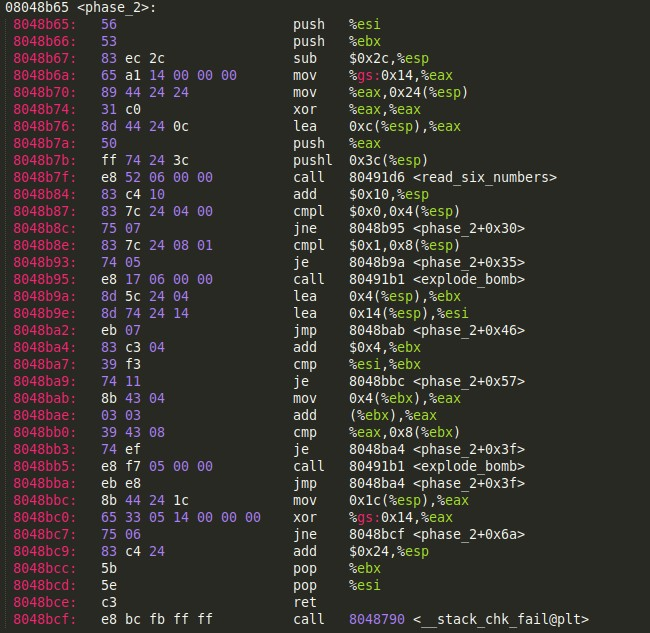 08048b65 <phase_2>:
8048b65: 56 push %esi
8048b66: 53 push %ebx
8048b67: 83 ec 2c sub $0x2c,%esp
8048b6a: 65 a1 14 00 00 00 mov %gs:0x14,%eax
8048b70: 89 44 24 24 mov %eax,0x24(%esp)
8048b74: 31 c0 xor %eax,%eax
8048b76: 8d 44 24 0c lea 0xc(%esp),%eax
8048b7a: 50 push %eax
8048b7b: ff 74 24 3c pushl 0x3c(%esp)
8048b7f: e8 52 06 00 00 call 80491d6 <read_six_numbers>
8048b84: 83 c4 10 add $0x10,%esp
8048b87: 83 7c 24 04 00 cmpl $0x0,0x4(%esp)
8048b8c: 75 07 jne 8048b95 <phase_2+0x30>
8048b8e: 83 7c 24 08 01 cmpl $0x1,0x8(%esp)
8048b93: 74 05 je 8048b9a <phase_2+0x35>
8048b95: e8 17 06 00 00 call 80491b1 <explode_bomb>
8048b9a: 8d 5c 24 04 lea 0x4(%esp),%ebx
8048b9e: 8d 74 24 14 lea 0x14(%esp),%esi
8048ba2: eb 07 jmp 8048bab <phase_2+0x46>
8048ba4: 83 c3 04 add $0x4,%ebx
8048ba7: 39 f3 cmp %esi,%ebx
8048ba9: 74 11 je 8048bbc <phase_2+0x57>
8048bab: 8b 43 04 mov 0x4(%ebx),%eax
8048bae: 03 03 add (%ebx),%eax
8048bb0: 39 43 08 cmp %eax,0x8(%ebx)
8048bb3: 74 ef je 8048ba4 <phase_2+0x3f>
8048bb5: e8 f7 05 00 00 call 80491b1 <explode_bomb>
8048bba: eb e8 jmp 8048ba4 <phase_2+0x3f>
8048bbc: 8b 44 24 1c mov 0x1c(%esp),%eax
8048bc0: 65 33 05 14 00 00 00 xor %gs:0x14,%eax
8048bc7: 75 06 jne 8048bcf <phase_2+0x6a>
8048bc9: 83 c4 24 add $0x24,%esp
8048bcc: 5b pop %ebx
8048bcd: 5e pop %esi
8048bce: c3 ret
8048bcf: e8 bc fb ff ff call 8048790 <__stack_chk_fail@plt>